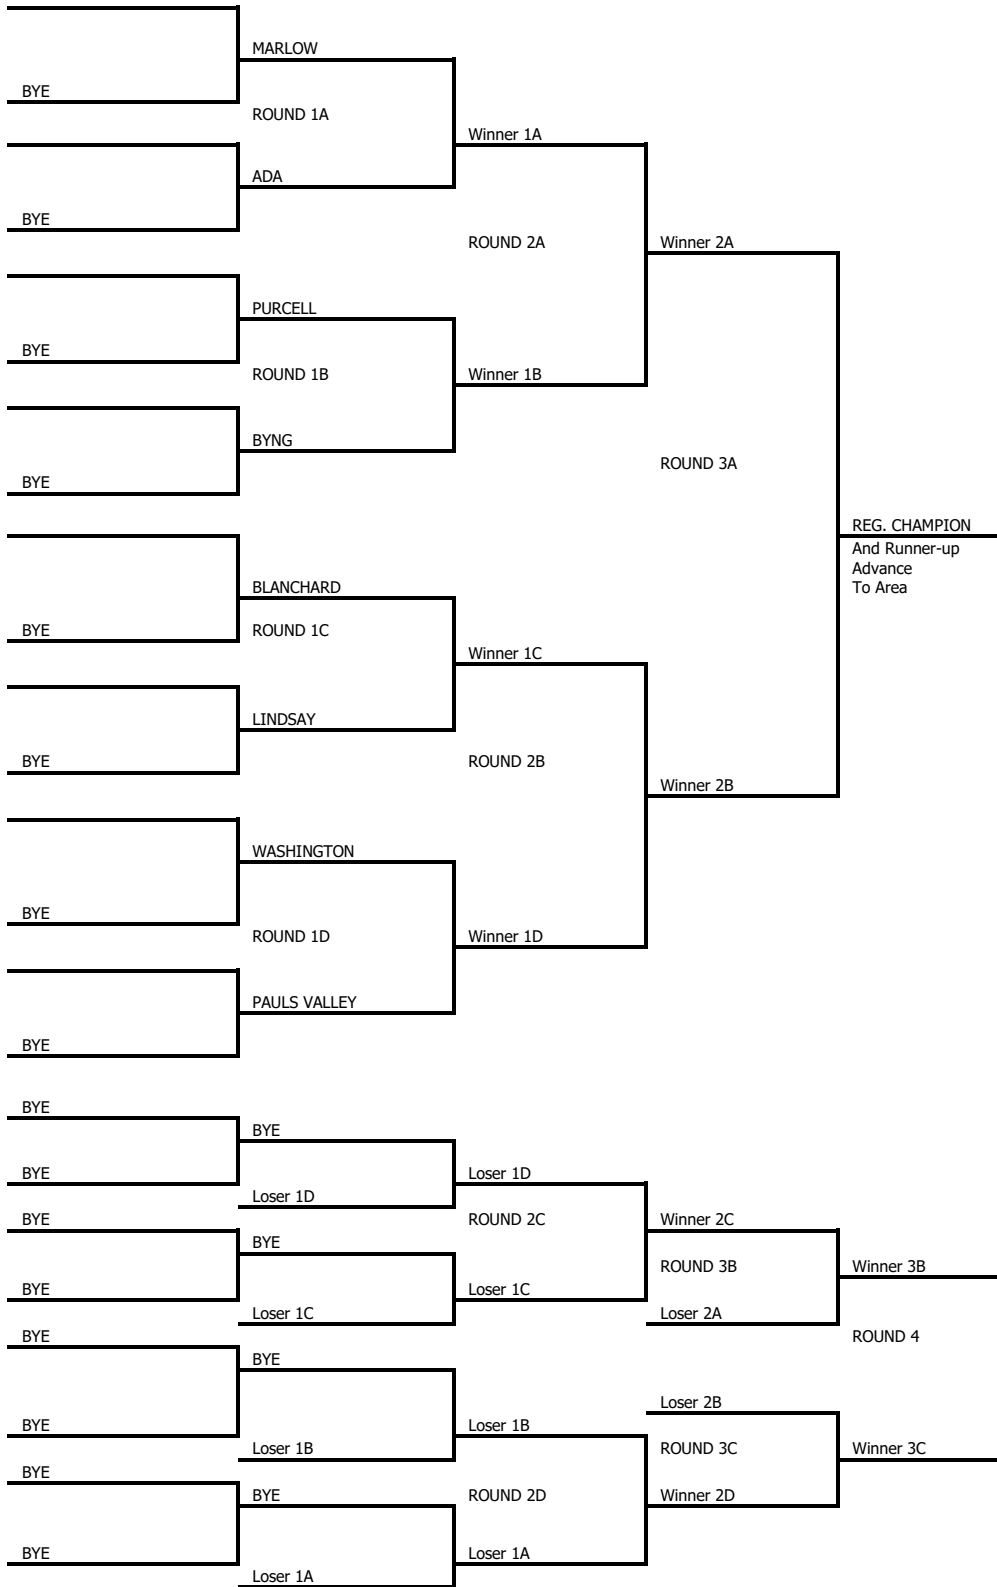 MARLOW
BYE
ROUND 1A
Winner 1A
ADA
BYE
ROUND 2A
Winner 2A
PURCELL
BYE
ROUND 1B
Winner 1B
BYNG
ROUND 3A
BYE
REG. CHAMPION
And Runner-up
Advance
To Area
BLANCHARD
BYE
ROUND 1C
Winner 1C
LINDSAY
BYE
ROUND 2B
Winner 2B
WASHINGTON
BYE
ROUND 1D
Winner 1D
PAULS VALLEY
BYE
BYE
BYE
BYE
Loser 1D
Loser 1D
BYE
ROUND 2C
Winner 2C
BYE
ROUND 3B
Winner 3B
BYE
Loser 1C
Loser 1C
Loser 2A
BYE
ROUND 4
BYE
Loser 2B
BYE
Loser 1B
Loser 1B
ROUND 3C
Winner 3C
BYE
BYE
ROUND 2D
Winner 2D
BYE
Loser 1A
Loser 1A